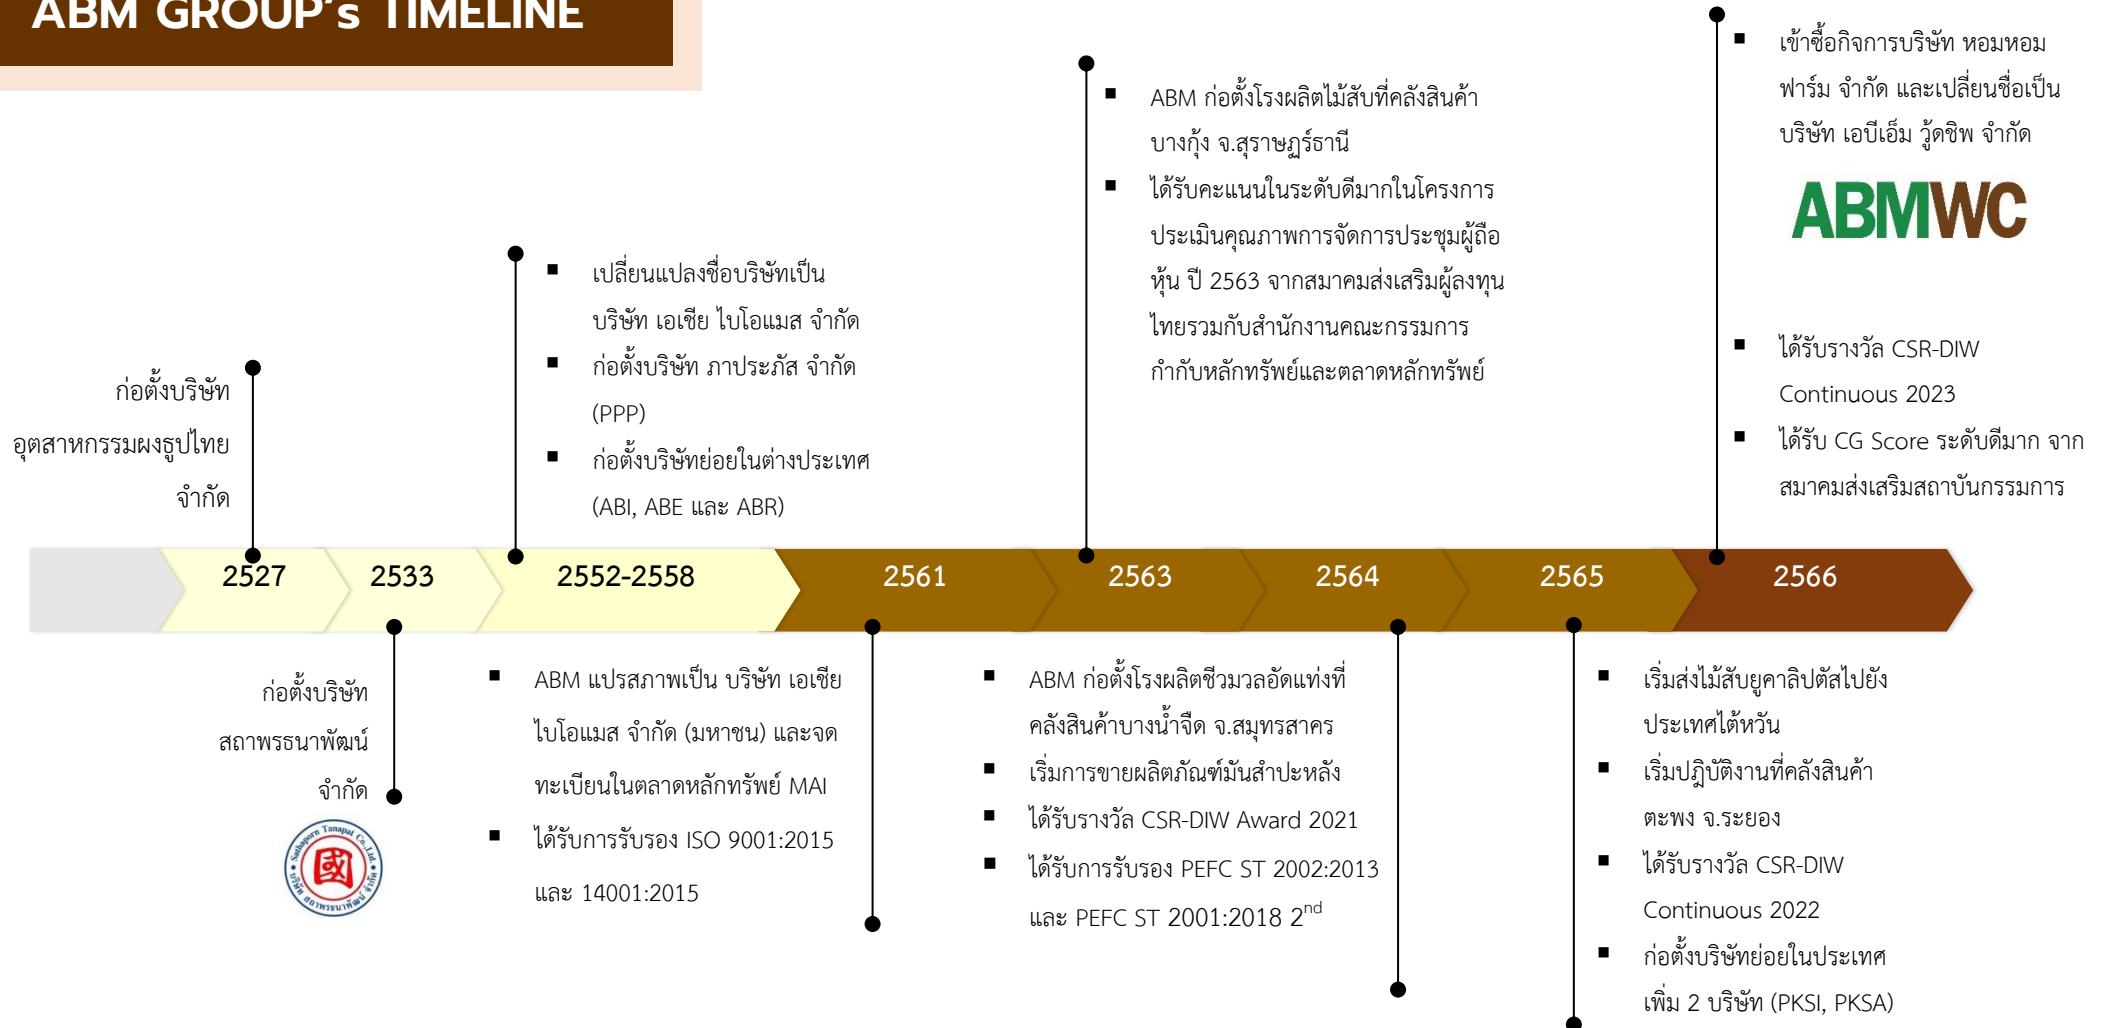 ABM GROUP's TIMELINE
ก่อตั้งบริษัท
อุตสาหกรรมผงธูปไทย
จำกัด
■ เปลี่ยนแปลงชื่อบริษัทเป็น
บริษัท เอเชีย ไบโอแมส จำกัด
■ ก่อตั้งบริษัท ภาประภัส จำกัด
(PPP)
■ ก่อตั้งบริษัทย่อยในต่างประเทศ
(ABI, ABE และ ABR)
■ ABM ก่อตั้งโรงผลิตไม้สับที่คลังสินค้า
บางกุ้ง จ.สุราษฎร์ธานี
■ ได้รับคะแนนในระดับดีมากในโครงการ
ประเมินคุณภาพการจัดการประชุมผู้ถือ
หุ้น ปี 2563 จากสมาคมส่งเสริมผู้ลงทุน
ไทยรวมกับสำนักงานคณะกรรมการ
กำกับหลักทรัพย์และตลาดหลักทรัพย์
■ เข้าซื้อกิจการบริษัท หอมหอม
ฟาร์ม จำกัด และเปลี่ยนชื่อเป็น
บริษัท เอบีเอ็ม วู้ดชิพ จำกัด
ABMWC
■ ได้รับรางวัล CSR-DIW
Continuous 2023
■ ได้รับ CG Score ระดับดีมาก จาก
สมาคมส่งเสริมสถาบันกรรมการ
2527 2533 2552-2558 2561 2563 2564 2565 2566
ก่อตั้งบริษัท
สถาพรธนาพัฒน์
จำกัด
Sathaporn Tanapat Co.,Ltd.
國
บริษัท สถาพรธนาพัฒน์ จำกัด
■ ABM แปรสภาพเป็น บริษัท เอเชีย
ไบโอแมส จำกัด (มหาชน) และจด
ทะเบียนในตลาดหลักทรัพย์ MAI
■ ได้รับการรับรอง ISO 9001:2015
และ 14001:2015
■ ABM ก่อตั้งโรงผลิตชีวมวลอัดแท่งที่
คลังสินค้าบางน้ำจืด จ.สมุทรสาคร
■ เริ่มการขายผลิตภัณฑ์มันสำปะหลัง
■ ได้รับรางวัล CSR-DIW Award 2021
■ ได้รับการรับรอง PEFC ST 2002:2013
และ PEFC ST 2001:2018 2nd
■ เริ่มส่งไม้สับยูคาลิปตัสไปยัง
ประเทศไต้หวัน
■ เริ่มปฏิบัติงานที่คลังสินค้า
ตะพง จ.ระยอง
■ ได้รับรางวัล CSR-DIW
Continuous 2022
■ ก่อตั้งบริษัทย่อยในประเทศ
เพิ่ม 2 บริษัท (PKSI, PKSA)